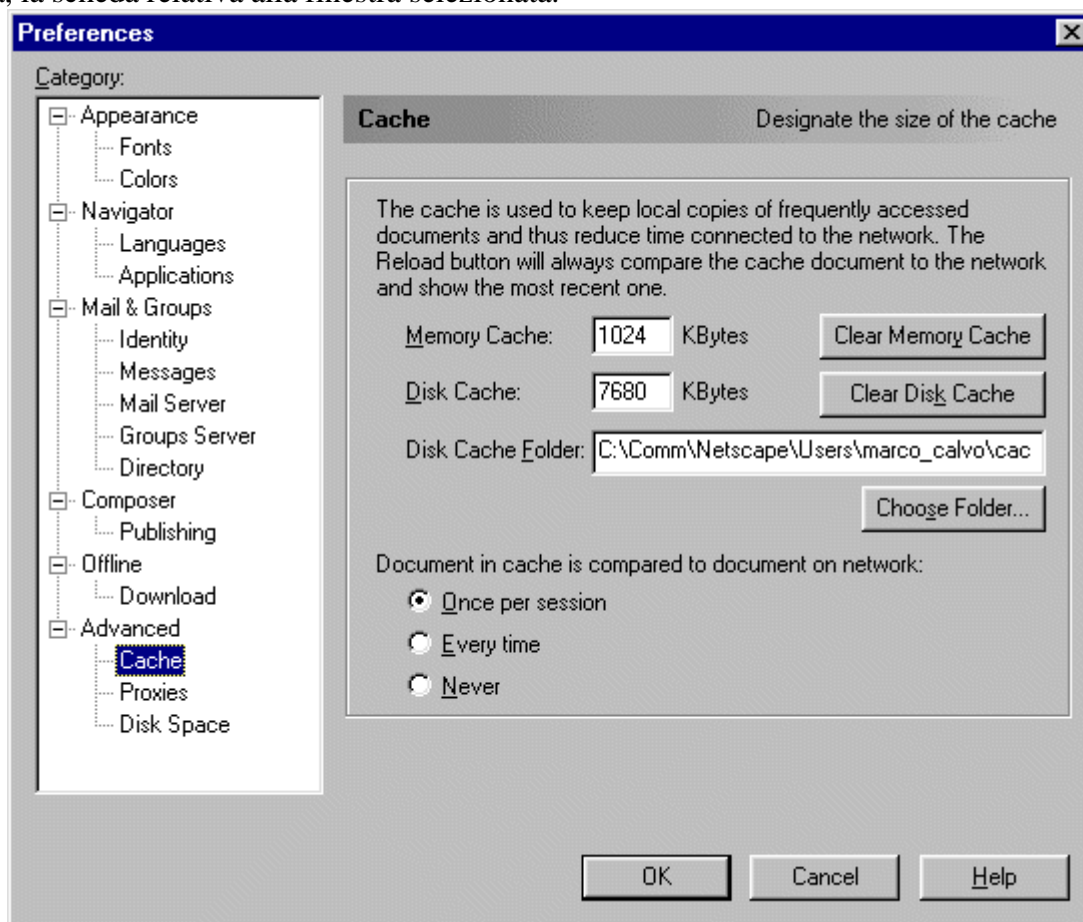 , la scheda relativa alla finestra selezionata.
Preferences
Category:
Appearance
Fonts
Colors
Navigator
Languages
Applications
Mail & Groups
Identity
Messages
Mail Server
Groups Server
Directory
Composer
Publishing
Offline
Download
Advanced
Cache
Proxies
Disk Space
Cache Designate the size of the cache
The cache is used to keep local copies of frequently accessed
documents and thus reduce time connected to the network. The
Reload button will always compare the cache document to the network
and show the most recent one.
Memory Cache: 1024 KBytes Clear Memory Cache
Disk Cache: 7680 KBytes Clear Disk Cache
Disk Cache Folder: C:\Comm\Netscape\Users\marco_calvo\cac
Choose Folder...
Document in cache is compared to document on network:
Once per session
Every time
Never
OK Cancel Help